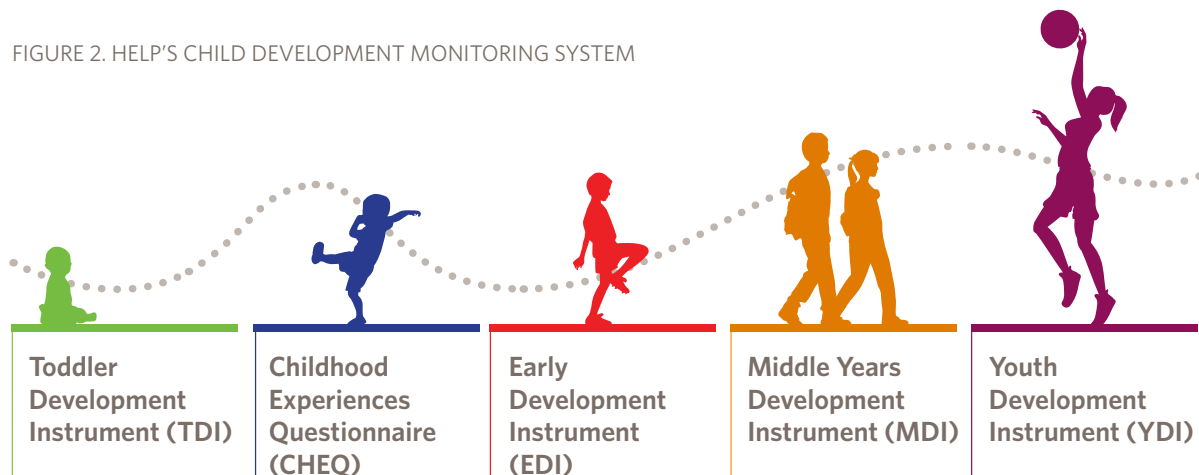 FIGURE 2. HELP'S CHILD DEVELOPMENT MONITORING SYSTEM
Toddler
Development
Instrument (TDI)
Childhood
Experiences
Questionnaire
(CHEQ)
Early
Development
Instrument
(EDI)
Middle Years
Development
Instrument (MDI)
Youth
Development
Instrument (YDI)